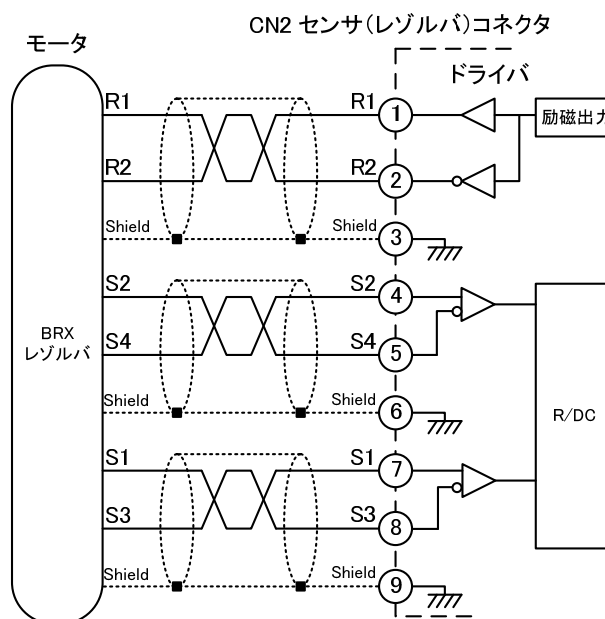 CN2 センサ(レゾルバ)コネクタ
モータ
ドライバ
R1
R1
1
励磁出力
R2
R2
2
Shield
Shield
3
S2
S2
4
BRX
レゾルバ
S4
S4
5
Shield
Shield
6
R/DC
S1
S1
7
S3
S3
8
Shield
Shield
9